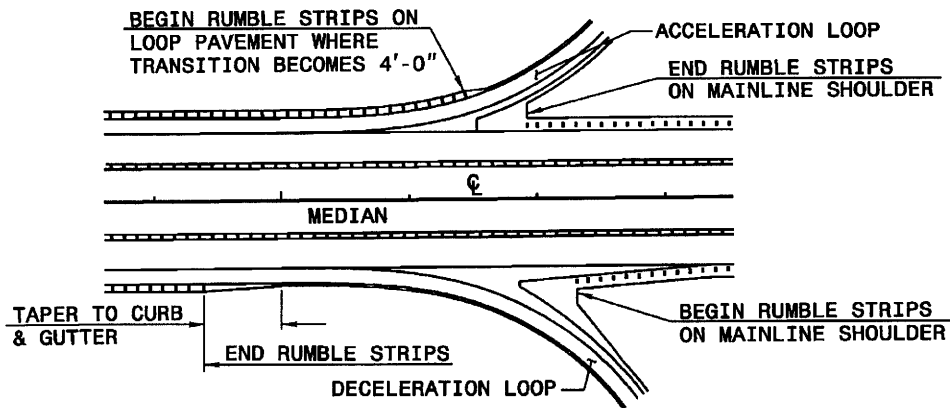 BEGIN RUMBLE STRIPS ON
LOOP PAVEMENT WHERE
TRANSITION BECOMES 4'-0"
ACCELERATION LOOP
END RUMBLE STRIPS
ON MAINLINE SHOULDER
℄
MEDIAN
TAPER TO CURB
& GUTTER
END RUMBLE STRIPS
DECELERATION LOOP
BEGIN RUMBLE STRIPS
ON MAINLINE SHOULDER